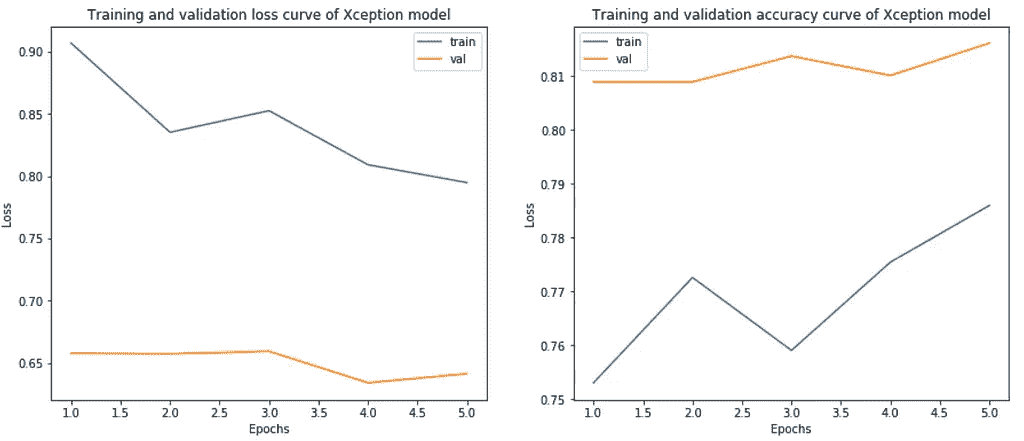 Training and validation loss curve of Xception model
train
val
0.90
0.85
0.80
0.75
0.70
0.65
Loss
1.0 1.5 2.0 2.5 3.0 3.5 4.0 4.5 5.0
Epochs
Training and validation accuracy curve of Xception model
train
val
0.81
0.80
0.79
0.78
0.77
0.76
0.75
Loss
1.0 1.5 2.0 2.5 3.0 3.5 4.0 4.5 5.0
Epochs